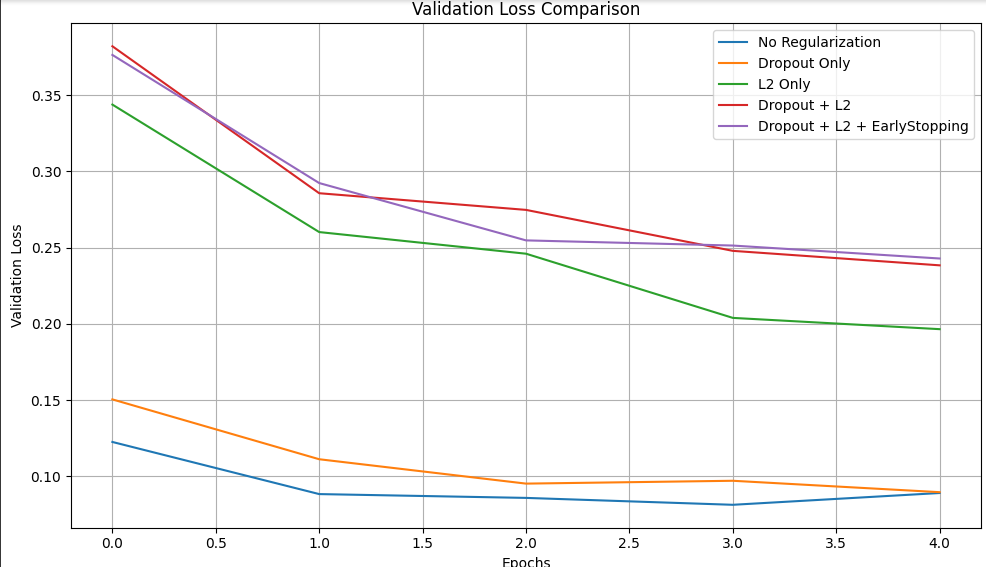 Validation Loss Comparison
No Regularization
Dropout Only
L2 Only
Dropout + L2
Dropout + L2 + EarlyStopping
Validation Loss
0.35
0.30
0.25
0.20
0.15
0.10
0.0 0.5 1.0 1.5 2.0 2.5 3.0 3.5 4.0
Epochs